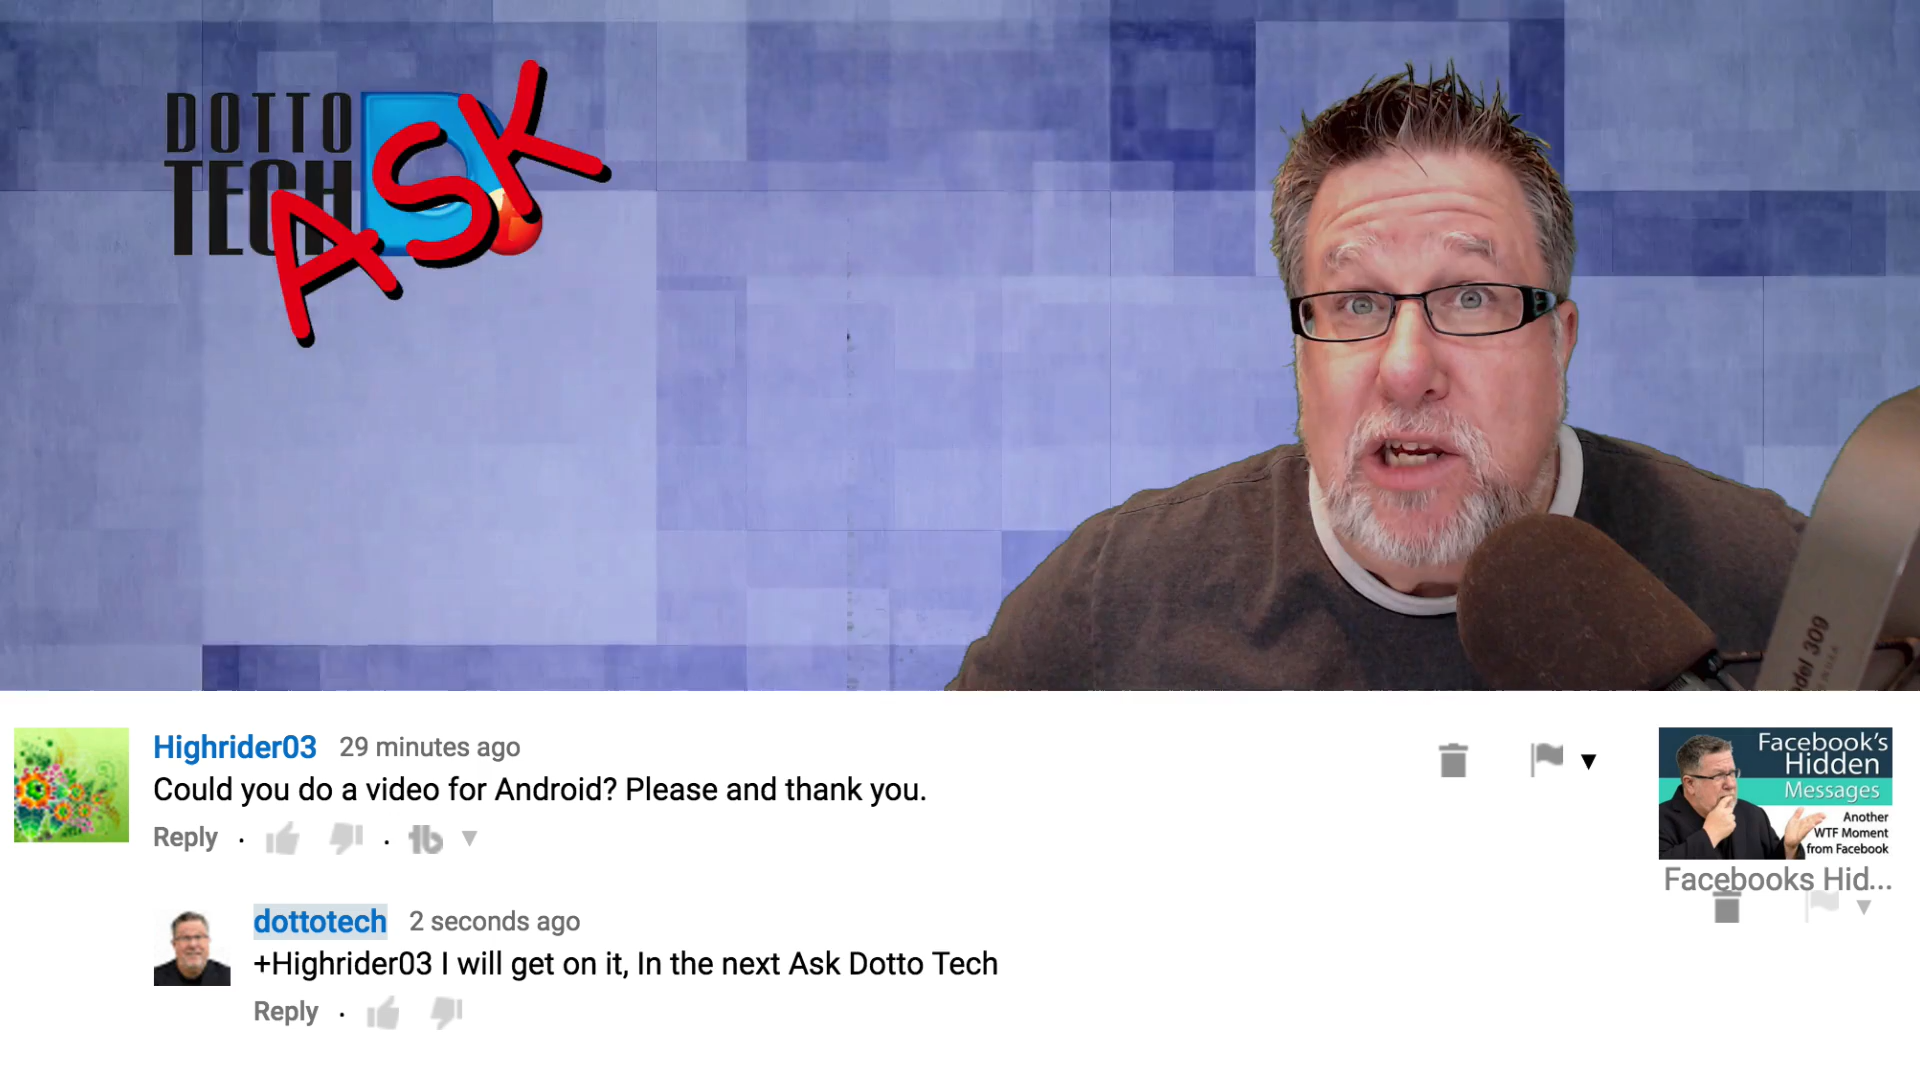 DOTTO
TECH
ASK
del 309
Highrider03 29 minutes ago
Could you do a video for Android? Please and thank you.
Reply
Facebook's
Hidden
Messages
Another
WTF Moment
from Facebook
Facebooks Hid...
dottotech 2 seconds ago
+Highrider03 I will get on it, In the next Ask Dotto Tech
Reply